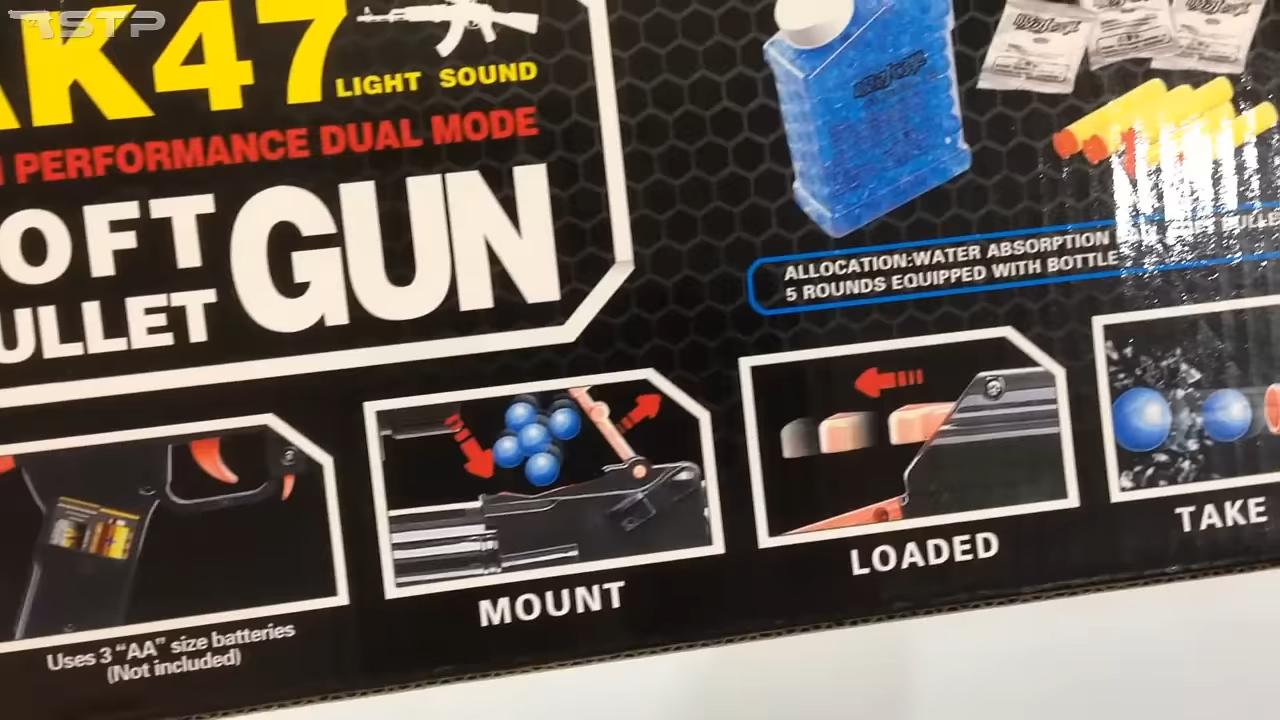 TSTP
AK47
LIGHT SOUND
PERFORMANCE DUAL MODE
OFT
ULLET
GUN
ALLOCATION:WATER ABSORPTION
5 ROUNDS EQUIPPED WITH BOTTLE
Uses 3 “AA” size batteries
(Not included)
MOUNT
LOADED
TAKE